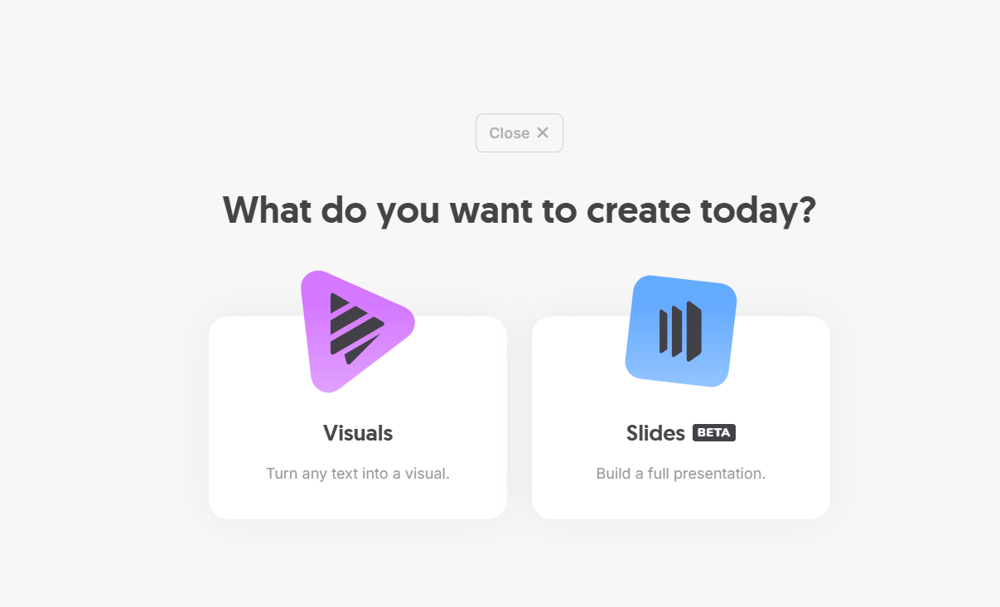 Close ✕
What do you want to create today?
Visuals
Turn any text into a visual.
Slides BETA
Build a full presentation.